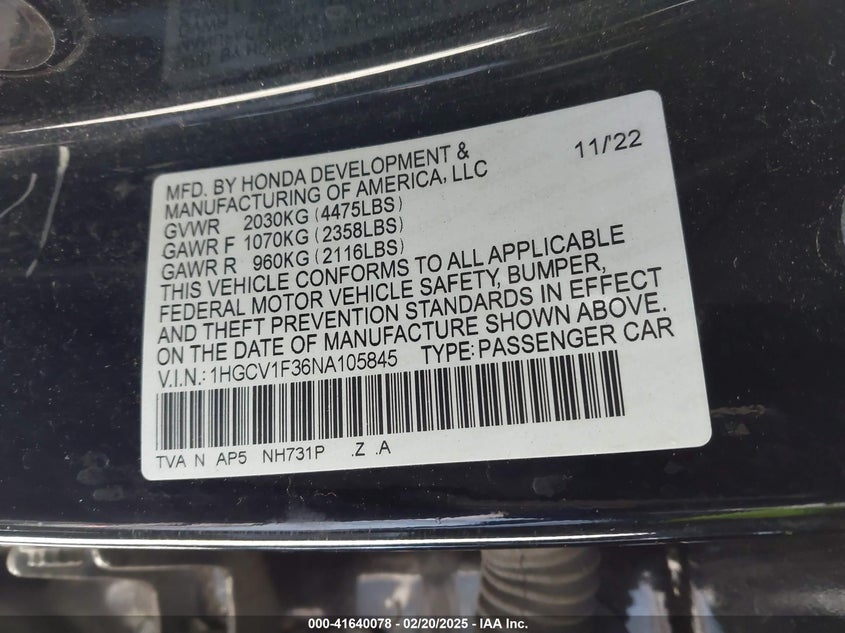 MFD. BY HONDA DEVELOPMENT & 11/'22
MANUFACTURING OF AMERICA, LLC
GVWR 2030KG (4475LBS)
GAWR F 1070KG (2358LBS)
GAWR R 960KG (2116LBS)
THIS VEHICLE CONFORMS TO ALL APPLICABLE
FEDERAL MOTOR VEHICLE SAFETY, BUMPER,
AND THEFT PREVENTION STANDARDS IN EFFECT
ON THE DATE OF MANUFACTURE SHOWN ABOVE.
V.I.N.: 1HGCV1F36NA105845 TYPE: PASSENGER CAR
TVA N AP5 NH731P .Z .A
000-41640078 - 02/20/2025 - IAA Inc.